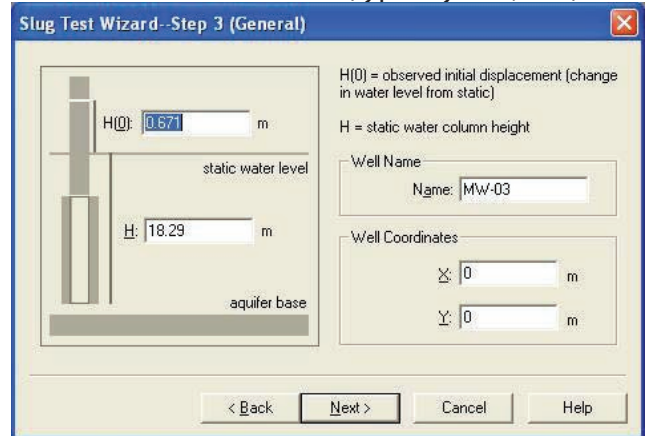 Slug Test Wizard--Step 3 (General)
H(0): 0.671 m
static water level
H: 18.29 m
aquifer base
H(0) = observed initial displacement (change
in water level from static)
H = static water column height
Well Name
Name: MW-03
Well Coordinates
X: 0 m
Y: 0 m
< Back Next > Cancel Help